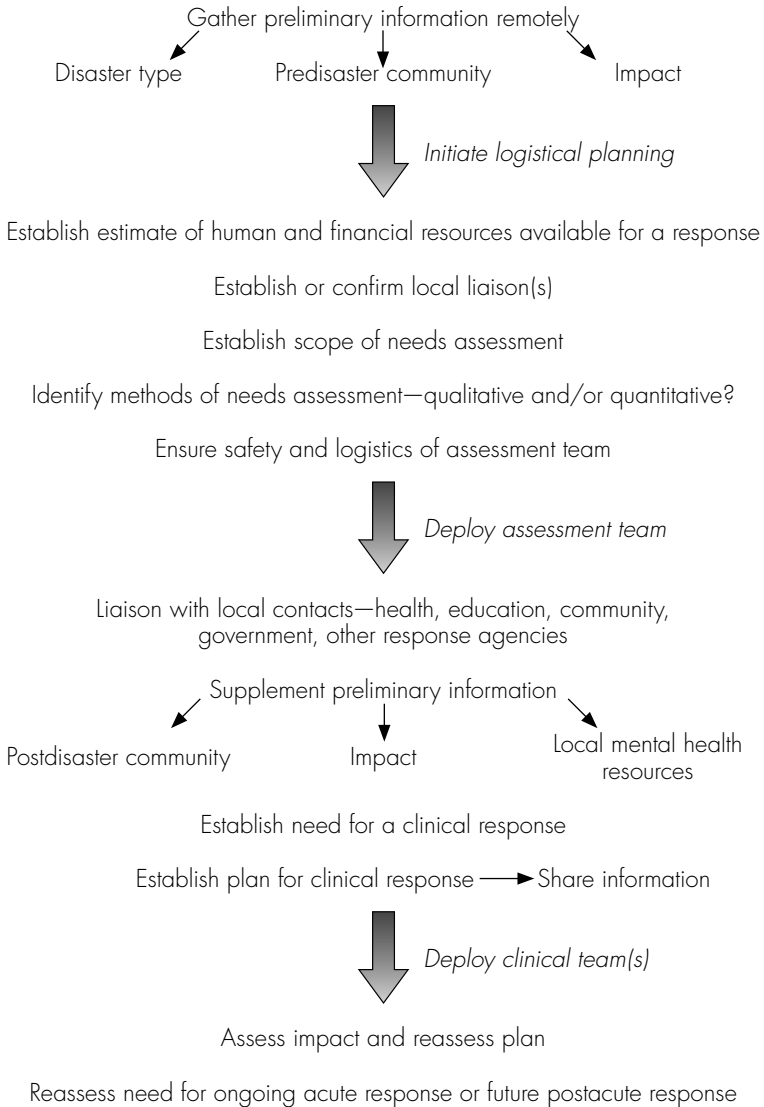 Gather preliminary information remotely
Disaster type Predisaster community Impact
Initiate logistical planning
Establish estimate of human and financial resources available for a response
Establish or confirm local liaison(s)
Establish scope of needs assessment
Identify methods of needs assessment—qualitative and/or quantitative?
Ensure safety and logistics of assessment team
Deploy assessment team
Liaison with local contacts—health, education, community,
government, other response agencies
Supplement preliminary information
Postdisaster community Impact Local mental health
resources
Establish need for a clinical response
Establish plan for clinical response Share information
Deploy clinical team(s)
Assess impact and reassess plan
Reassess need for ongoing acute response or future postacute response